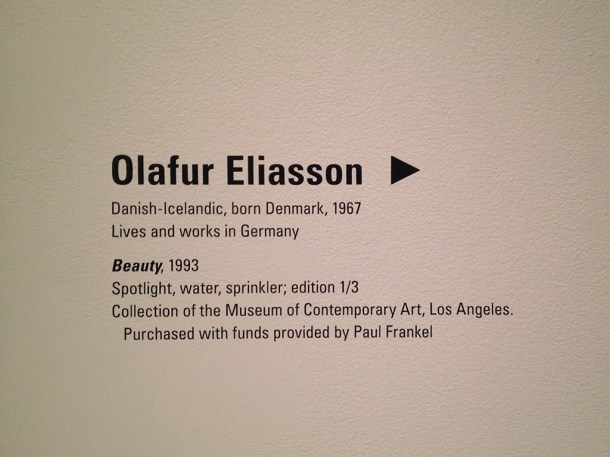 Olafur Eliasson ▶
Danish-Icelandic, born Denmark, 1967
Lives and works in Germany
Beauty, 1993
Spotlight, water, sprinkler; edition 1/3
Collection of the Museum of Contemporary Art, Los Angeles.
Purchased with funds provided by Paul Frankel